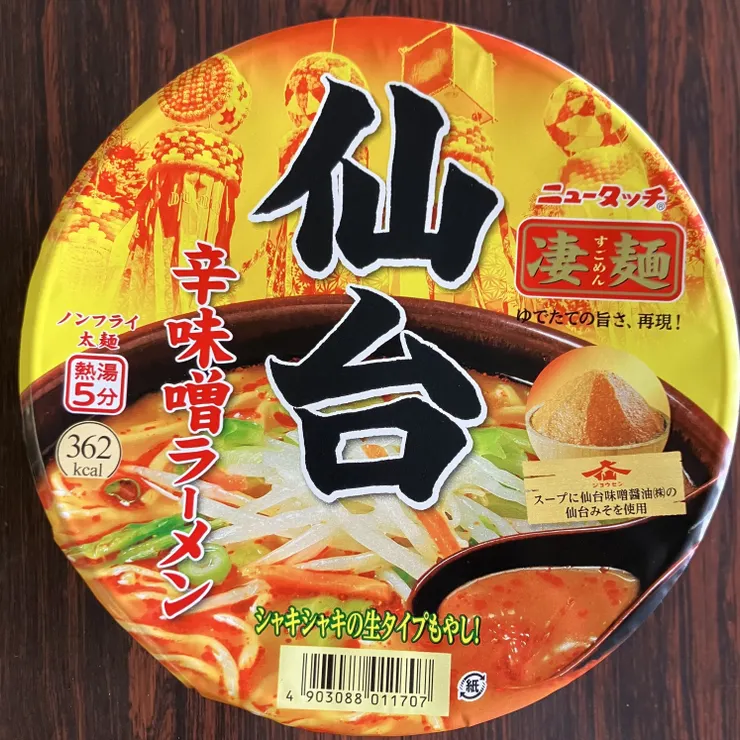 仙台
辛味噌ラーメン
ニュータッチ®
凄麺
すごめん
ゆでたての旨さ、再現！
ノンフライ
太麺
熱湯
5分
362
kcal
ショウセン
スープに仙台味噌醤油㈱の
仙台みそを使用
シャキシャキの生タイプもやし！
4 903088 011707
紙